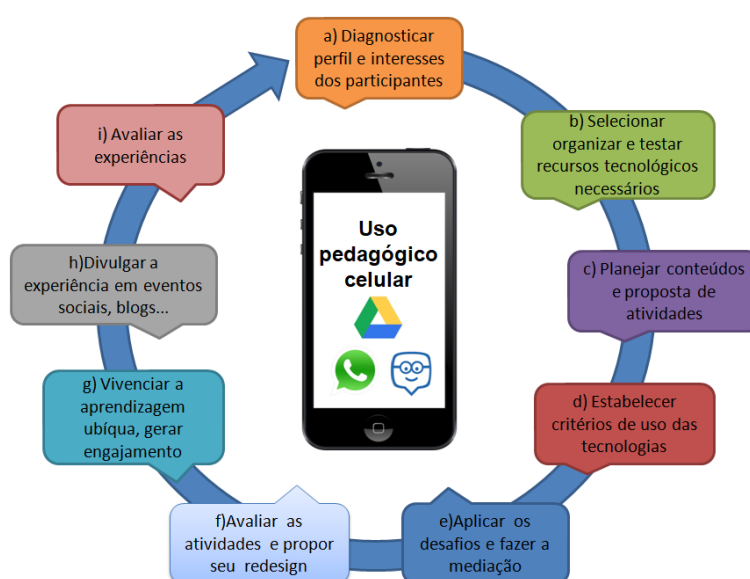 a) Diagnosticar
perfil e interesses
dos participantes
b) Selecionar
organizar e testar
recursos tecnológicos
necessários
c) Planejar conteúdos
e proposta de
atividades
d) Estabelecer
critérios de uso das
tecnologias
e)Aplicar os
desafios e fazer a
mediação
f)Avaliar as
atividades e propor
seu redesign
g) Vivenciar a
aprendizagem
ubíqua, gerar
engajamento
h)Divulgar a
experiência em eventos
sociais, blogs...
i) Avaliar as
experiências
Uso
pedagógico
celular